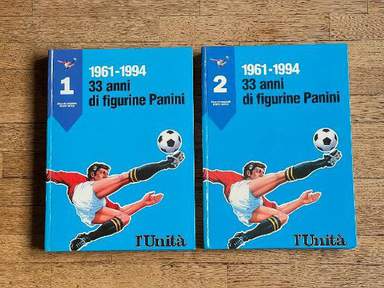 1
1961-1994
33 anni
di figurine Panini
l'Unità
2
1961-1994
33 anni
di figurine Panini
l'Unità